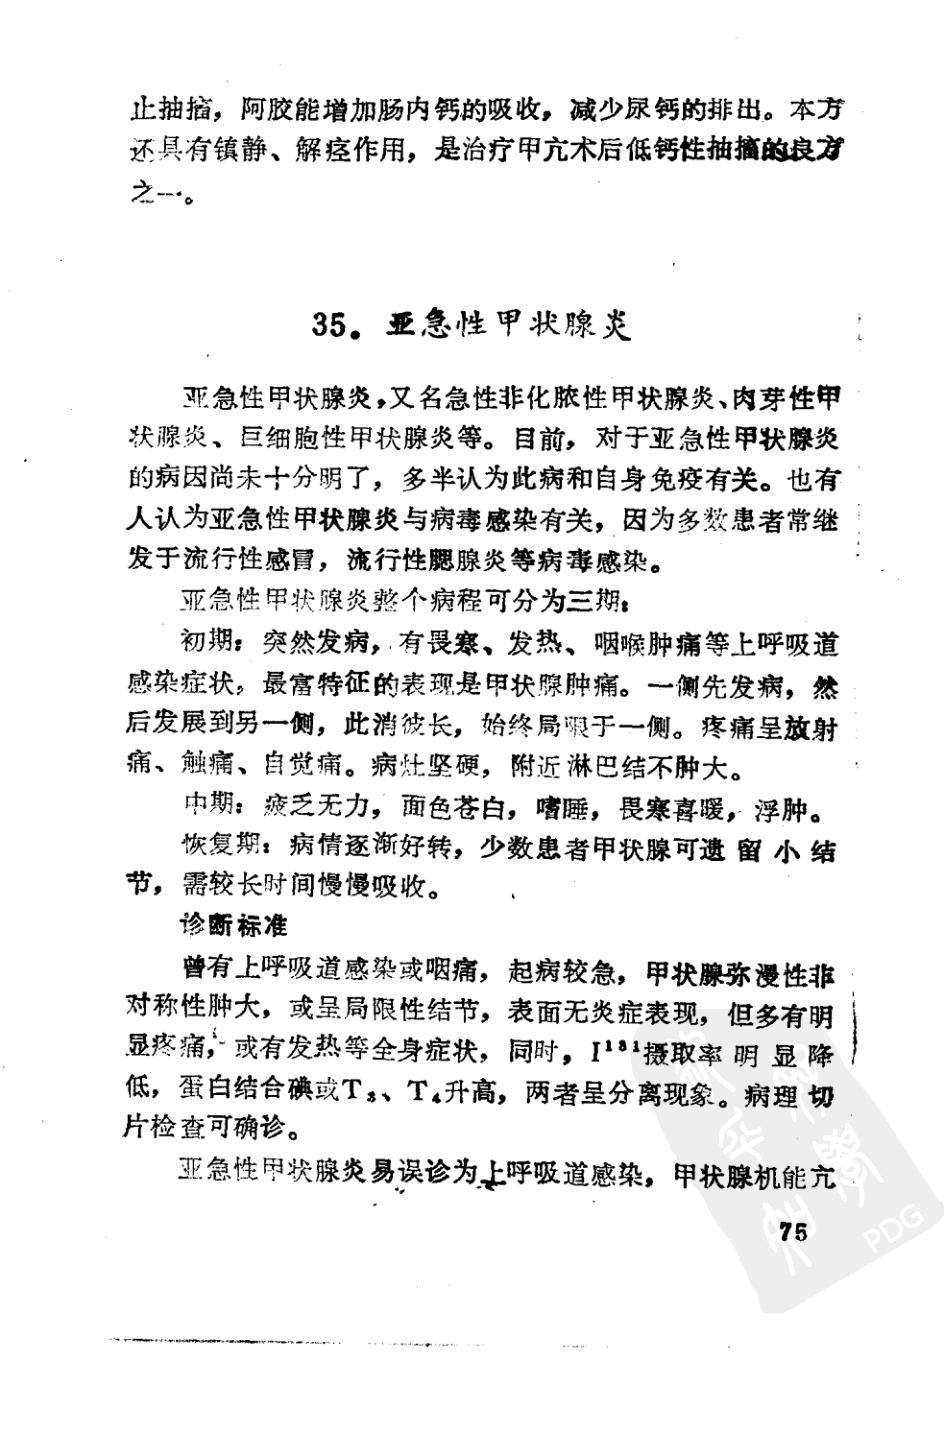 止抽搐，阿胶能增加肠内钙的吸收，减少尿钙的排出。本方
还具有镇静、解痉作用，是治疗甲亢术后低钙性抽搐的良方
之一。
35。亚急性甲状腺炎
亚急性甲状腺炎，又名急性非化脓性甲状腺炎、肉芽性甲
状腺炎、巨细胞性甲状腺炎等。目前，对于亚急性甲状腺炎
的病因尚未十分明了，多半认为此病和自身免疫有关。也有
人认为亚急性甲状腺炎与病毒感染有关，因为多数患者常继
发于流行性感冒，流行性腮腺炎等病毒感染。
亚急性甲状腺炎整个病程可分为三期：
初期：突然发病，有畏寒、发热、咽喉肿痛等上呼吸道
感染症状，最富特征的表现是甲状腺肿痛。一侧先发病，然
后发展到另一侧，此消彼长，始终局限于一侧。疼痛呈放射
痛、触痛、自觉痛。病灶坚硬，附近淋巴结不肿大。
中期：疲乏无力，面色苍白，嗜睡，畏寒喜暖，浮肿。
恢复期：病情逐渐好转，少数患者甲状腺可遗留小结
节，需较长时间慢慢吸收。
诊断标准
曾有上呼吸道感染或咽痛，起病较急，甲状腺弥漫性非
对称性肿大，或呈局限性结节，表面无炎症表现，但多有明
显疼痛，或有发热等全身症状，同时，I¹³¹摄取率明显降
低，蛋白结合碘或T₃、T₄升高，两者呈分离现象。病理切
片检查可确诊。
亚急性甲状腺炎易误诊为上呼吸道感染，甲状腺机能亢
75
PDG